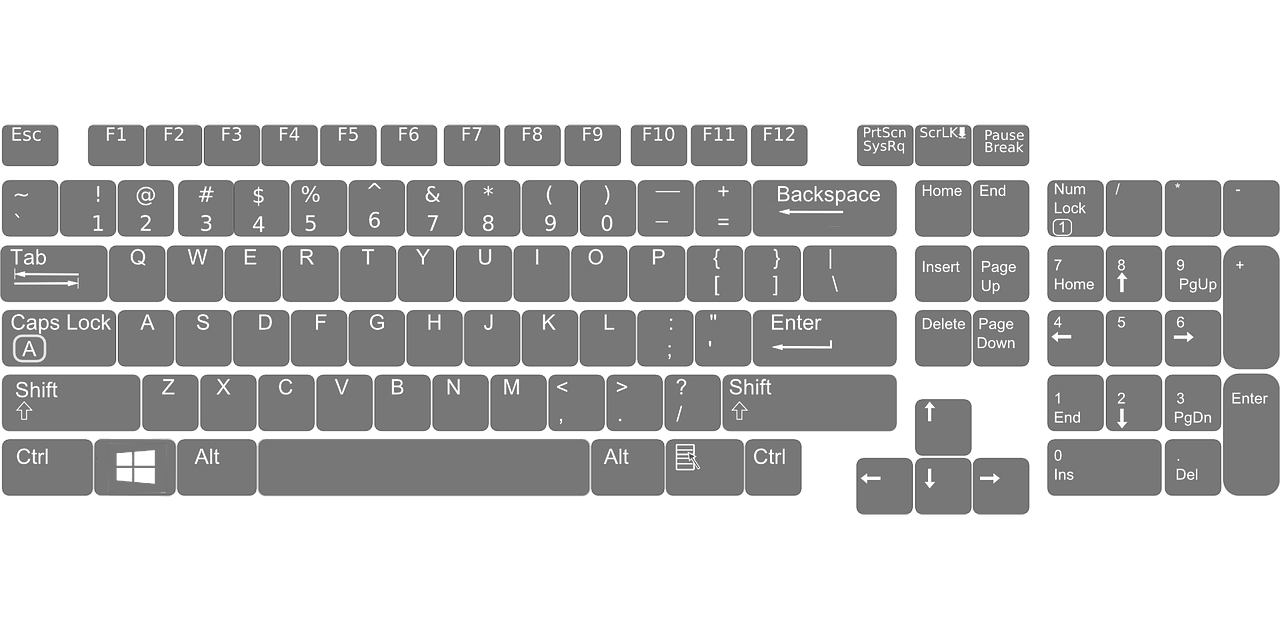 Esc F1 F2 F3 F4 F5 F6 F7 F8 F9 F10 F11 F12 PrtScn ScrLK Pause
SysRq Break
~ ! @ # $ % ^ & * ( ) — + Backspace Home End Num / * -
` 1 2 3 4 5 6 7 8 9 0 – = Lock
1
Tab Q W E R T Y U I O P { } | Insert Page 7 8 9 +
[ ] \ Up Home PgUp
Caps Lock A S D F G H J K L : " Enter Delete Page 4 5 6
A ; ' Down
Shift Z X C V B N M < > ? Shift 1 2 3 Enter
, . / End PgDn
Ctrl Alt Alt Ctrl 0 .
Ins Del